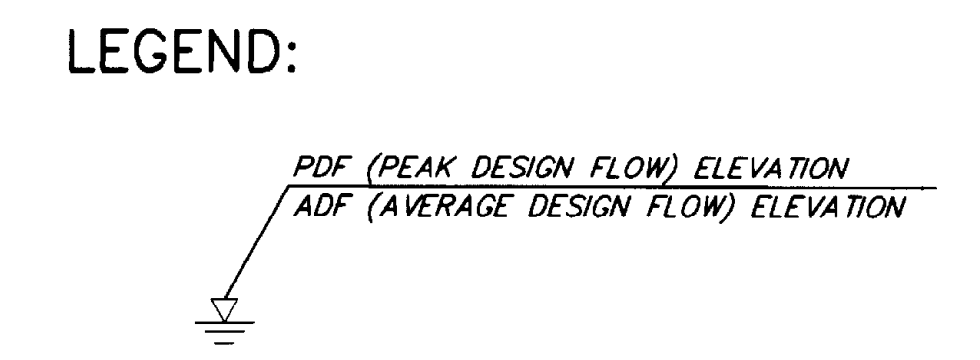 LEGEND:
PDF (PEAK DESIGN FLOW) ELEVATION
ADF (AVERAGE DESIGN FLOW) ELEVATION